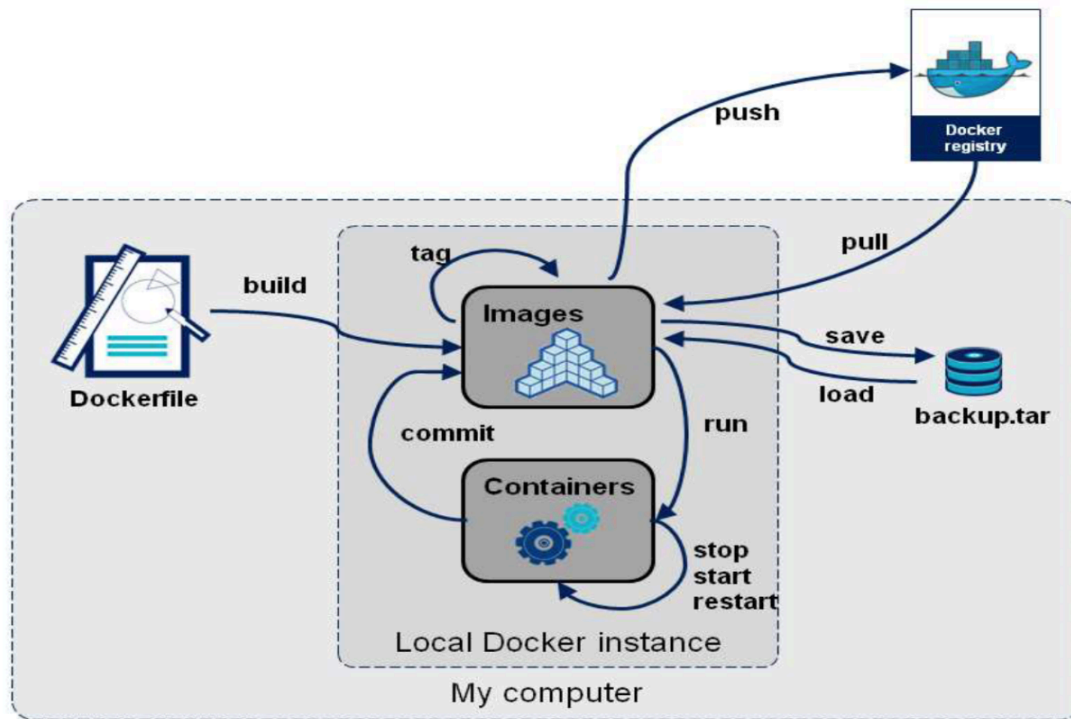 push
Docker
registry
pull
tag
build
Images
save
load
Dockerfile
backup.tar
commit
run
Containers
stop
start
restart
Local Docker instance
My computer